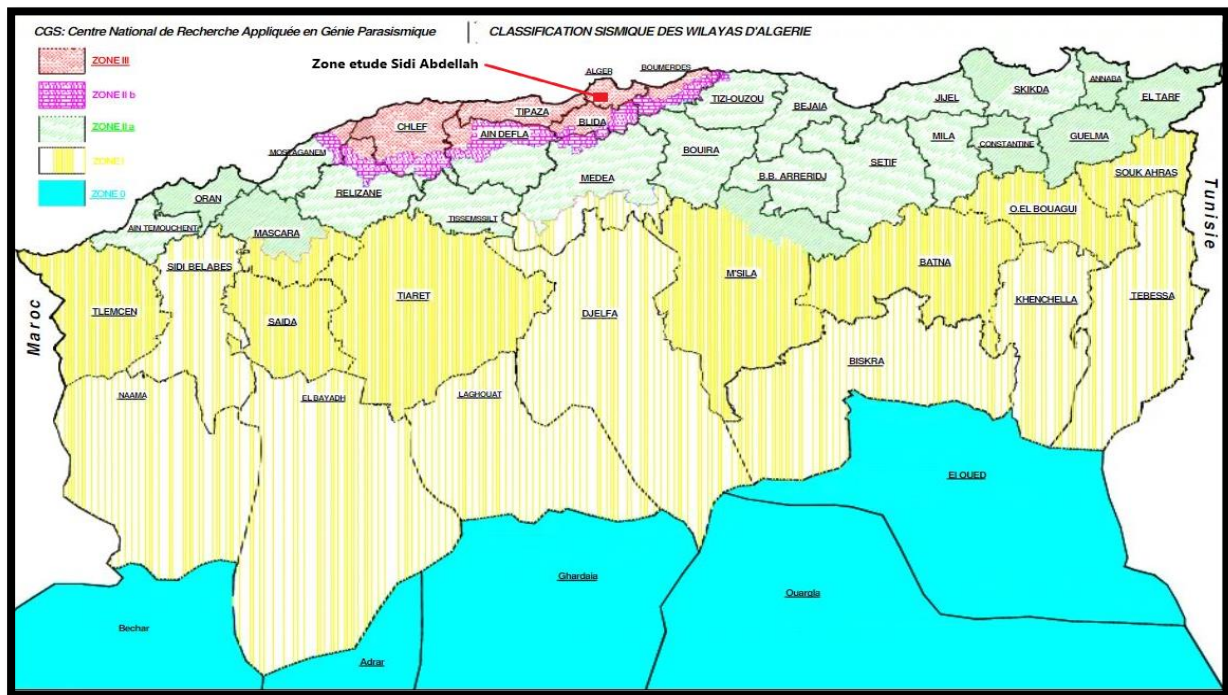 CGS: Centre National de Recherche Appliquée en Génie Parasismique
CLASSIFICATION SISMIQUE DES WILAYAS D'ALGERIE
ZONE III
ZONE II b
ZONE II a
ZONE I
ZONE 0
Zone etude Sidi Abdellah
ALGER
BOUMERDES
TIPAZA
BLIDA
CHLEF
AIN DEFLA
MOSTAGANEM
TIZI-OUZOU
BEJAIA
JIJEL
SKIKDA
ANNABA
EL TARF
BOUIRA
SETIF
MILA
CONSTANTINE
GUELMA
B.B. ARRERIDJ
MEDEA
RELIZANE
ORAN
AIN TEMOUCHENT
MASCARA
TISSEMSSILT
SOUK AHRAS
O.EL BOUAGUI
Tunisie
SIDI BELABES
TLEMCEN
SAIDA
TIARET
DJELFA
M'SILA
BATNA
KHENCHELLA
TEBESSA
Maroc
BISKRA
NAAMA
EL BAYADH
LAGHOUAT
El OUED
Ghardaia
Ouargla
Bechar
Adrar